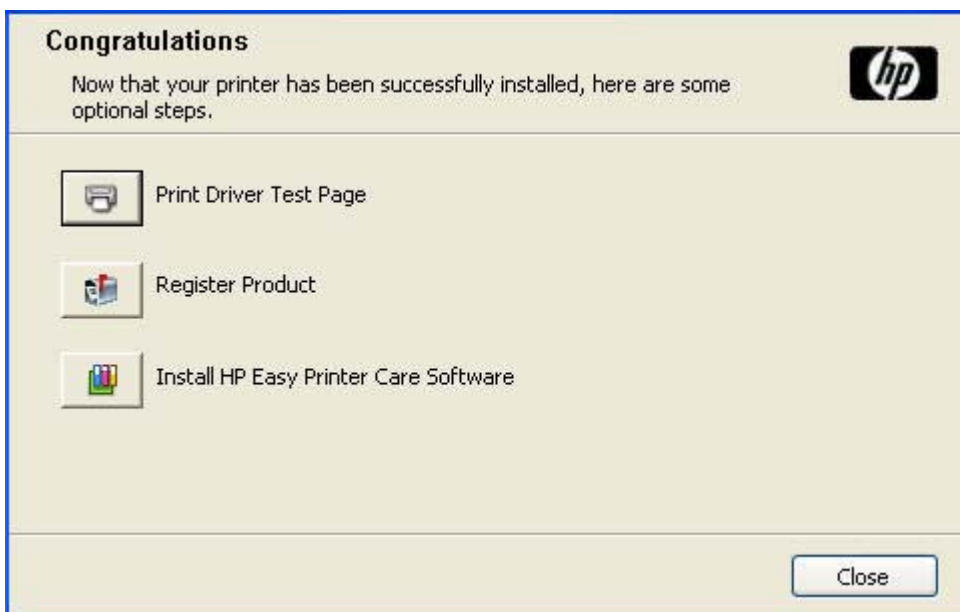 Congratulations
Now that your printer has been successfully installed, here are some
optional steps.
hp
Print Driver Test Page
Register Product
Install HP Easy Printer Care Software
Close